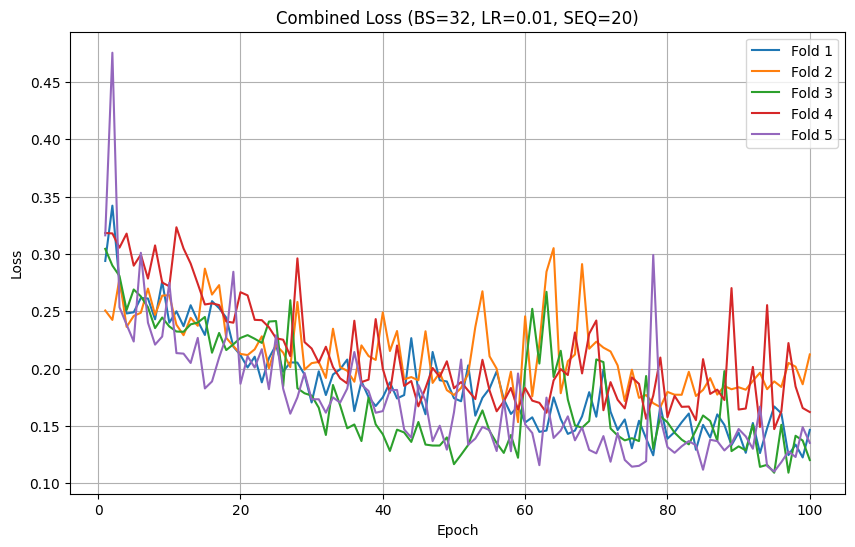 Combined Loss (BS=32, LR=0.01, SEQ=20)
Fold 1
Fold 2
Fold 3
Fold 4
Fold 5
Loss
0.45
0.40
0.35
0.30
0.25
0.20
0.15
0.10
0
20
40
60
80
100
Epoch